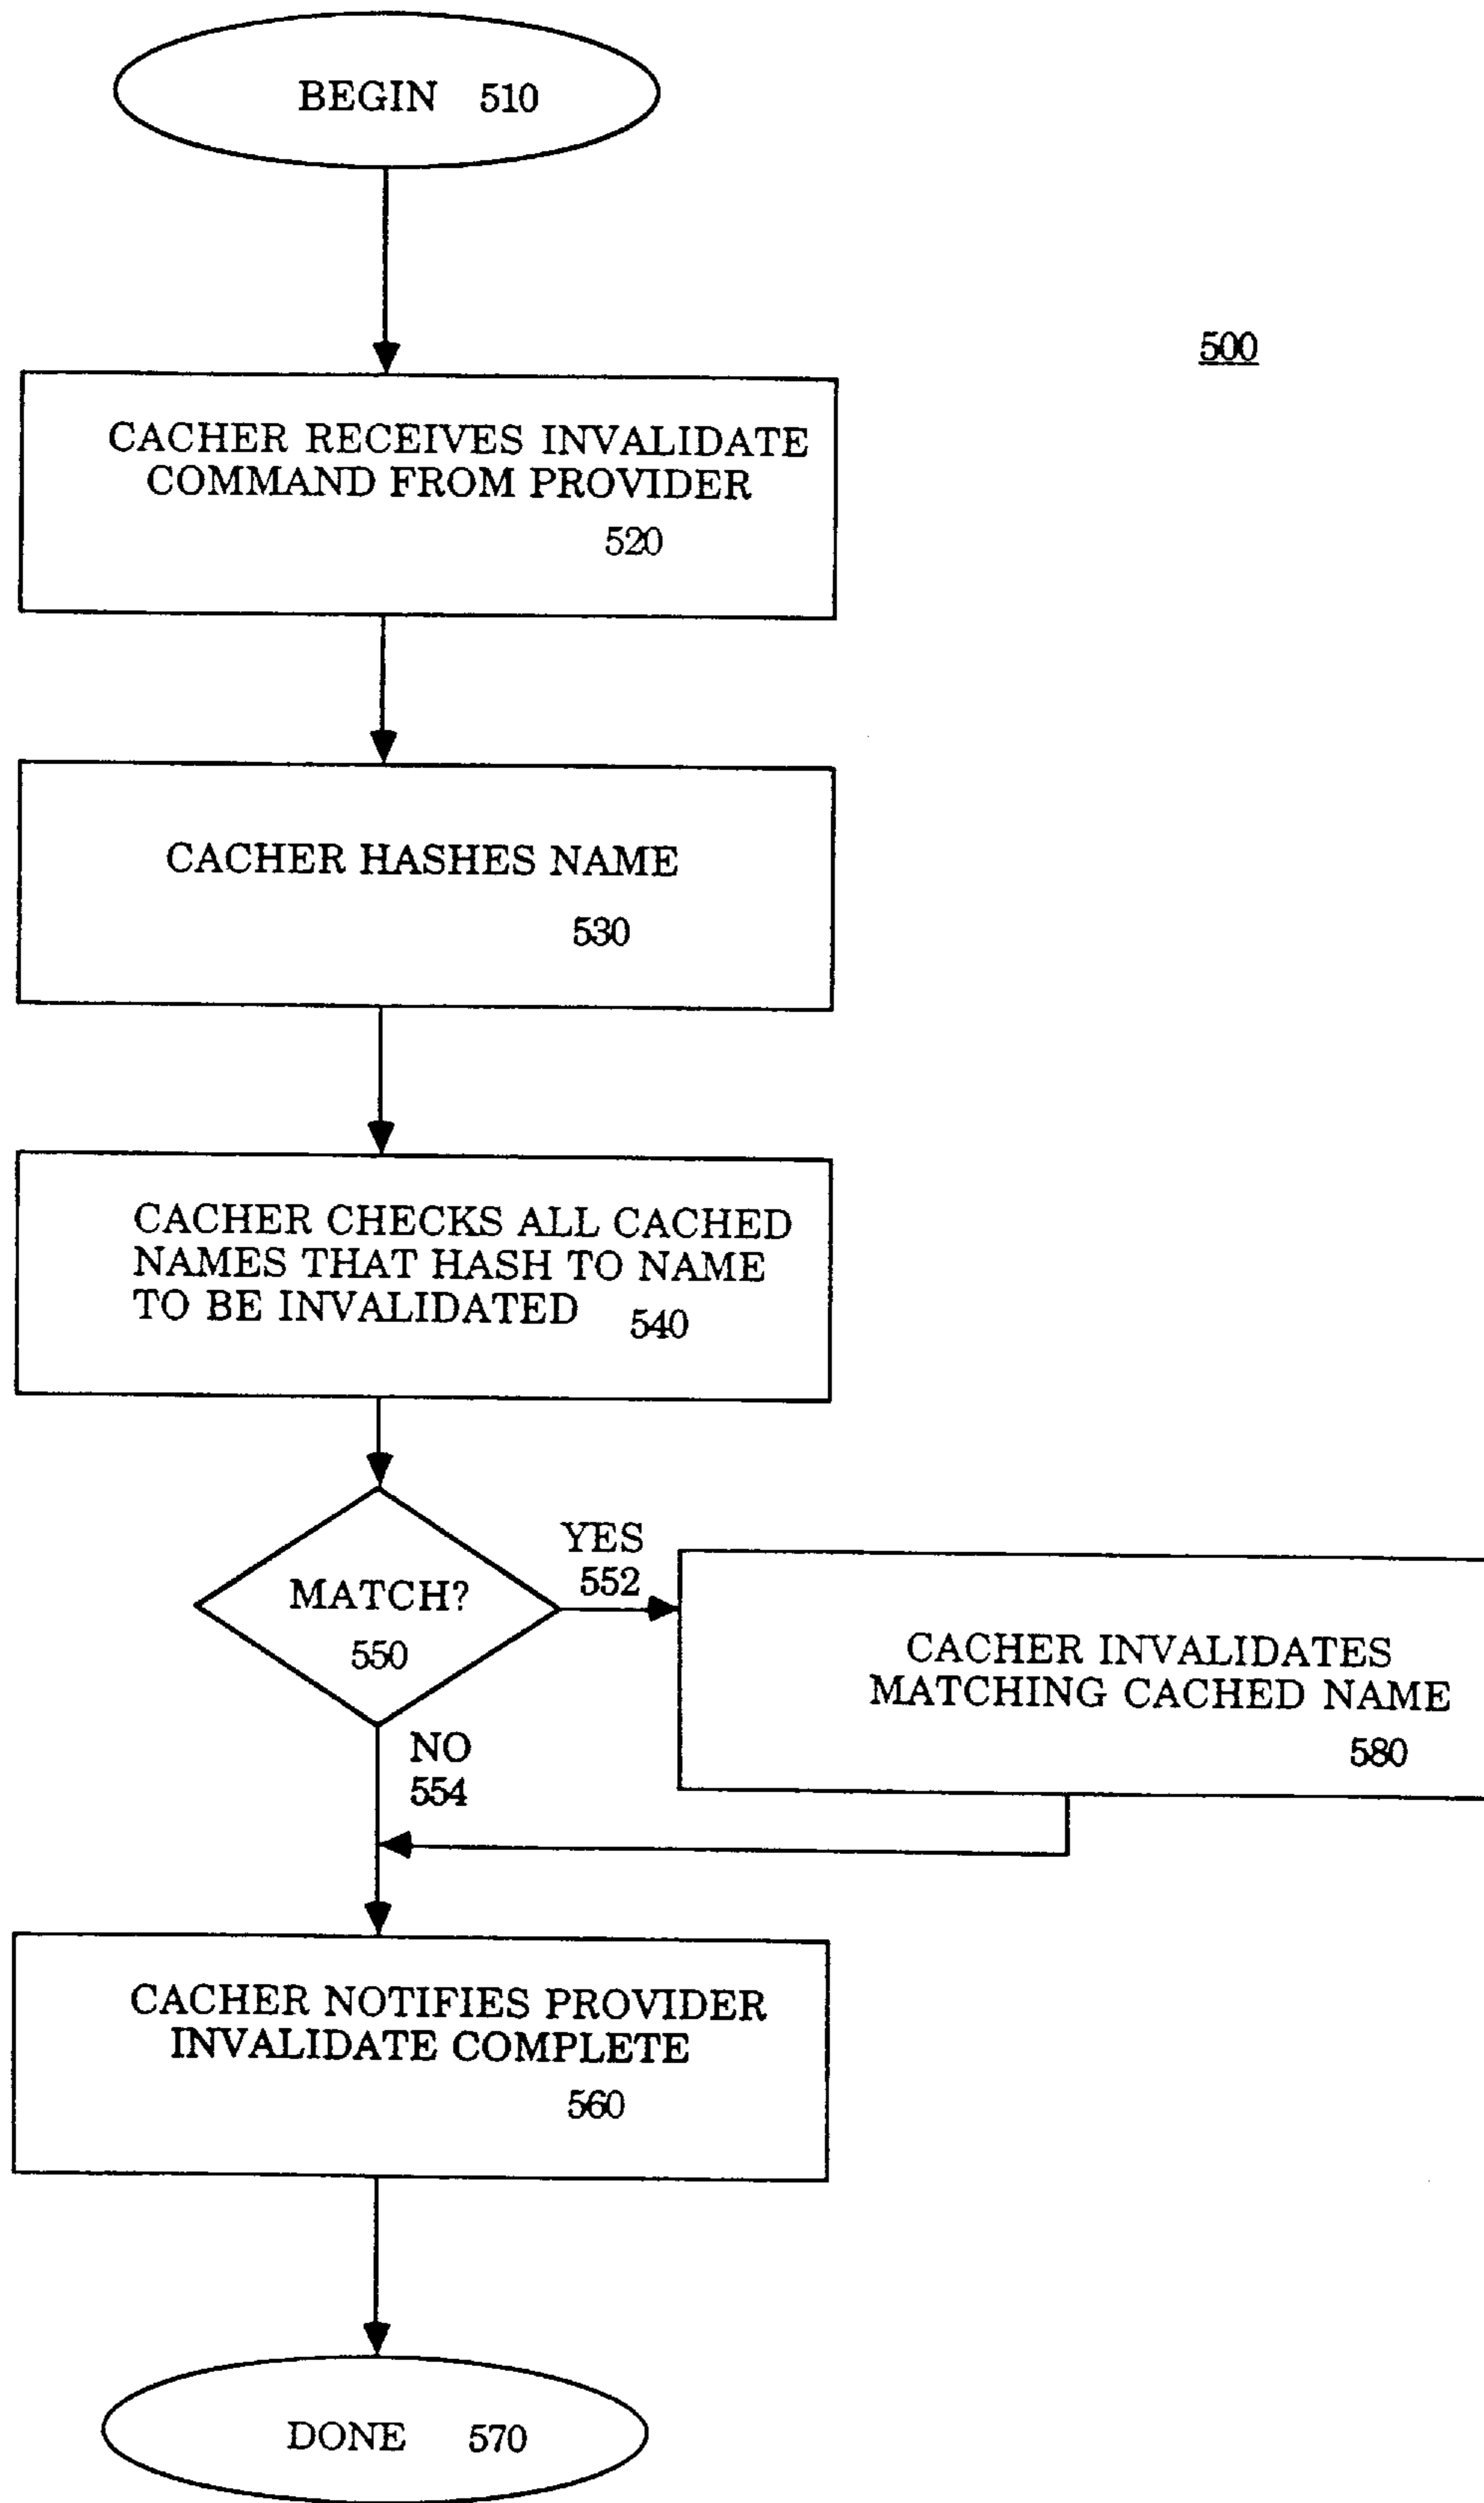 BEGIN 510
500
CACHER RECEIVES INVALIDATE
COMMAND FROM PROVIDER
520
CACHER HASHES NAME
530
CACHER CHECKS ALL CACHED
NAMES THAT HASH TO NAME
TO BE INVALIDATED 540
MATCH?
550
YES
552
CACHER INVALIDATES
MATCHING CACHED NAME
580
NO
554
CACHER NOTIFIES PROVIDER
INVALIDATE COMPLETE
560
DONE 570